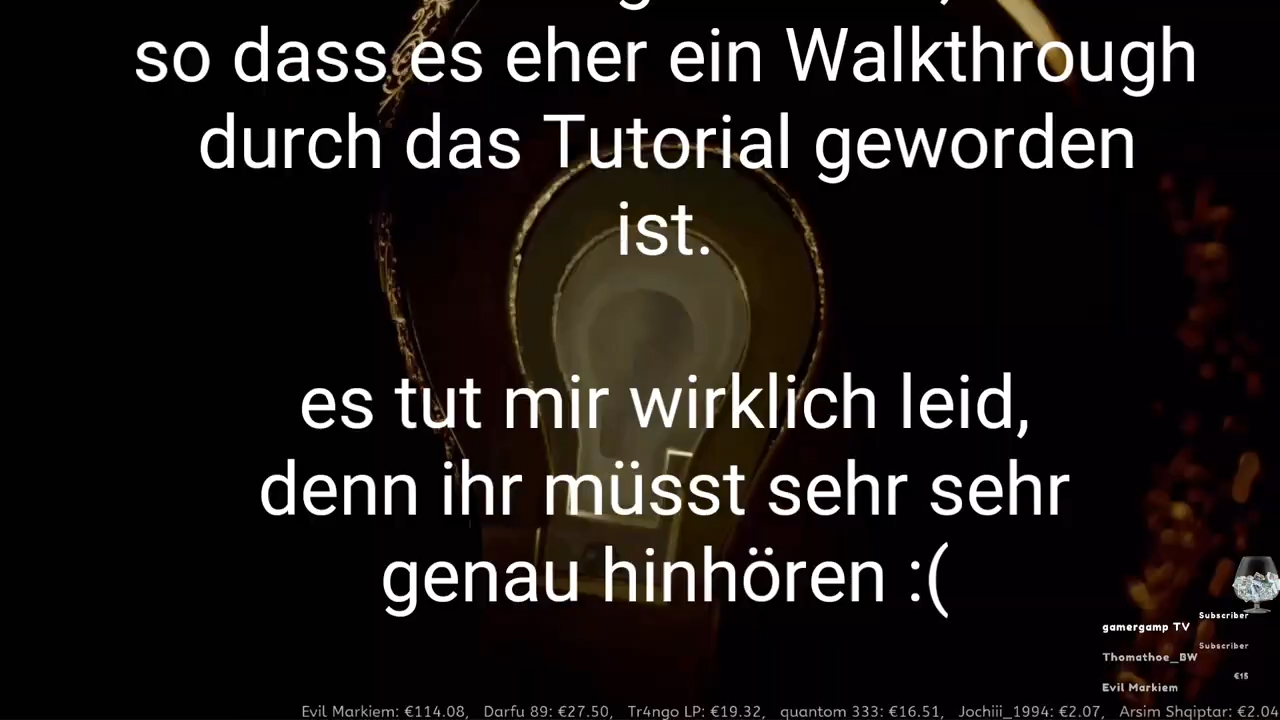 so dass es eher ein Walkthrough
durch das Tutorial geworden
ist.
es tut mir wirklich leid,
denn ihr müsst sehr sehr
genau hinhören :(
Subscriber
gamergamp TV
Subscriber
Thomathoe_BW
€15
Evil Markiem
Evil Markiem: €114.08, Darfu 89: €27.50, Tr4ngo LP: €19.32, quantom 333: €16.51, Jochiii_1994: €2.07, Arsim Shqiptar: €2.04